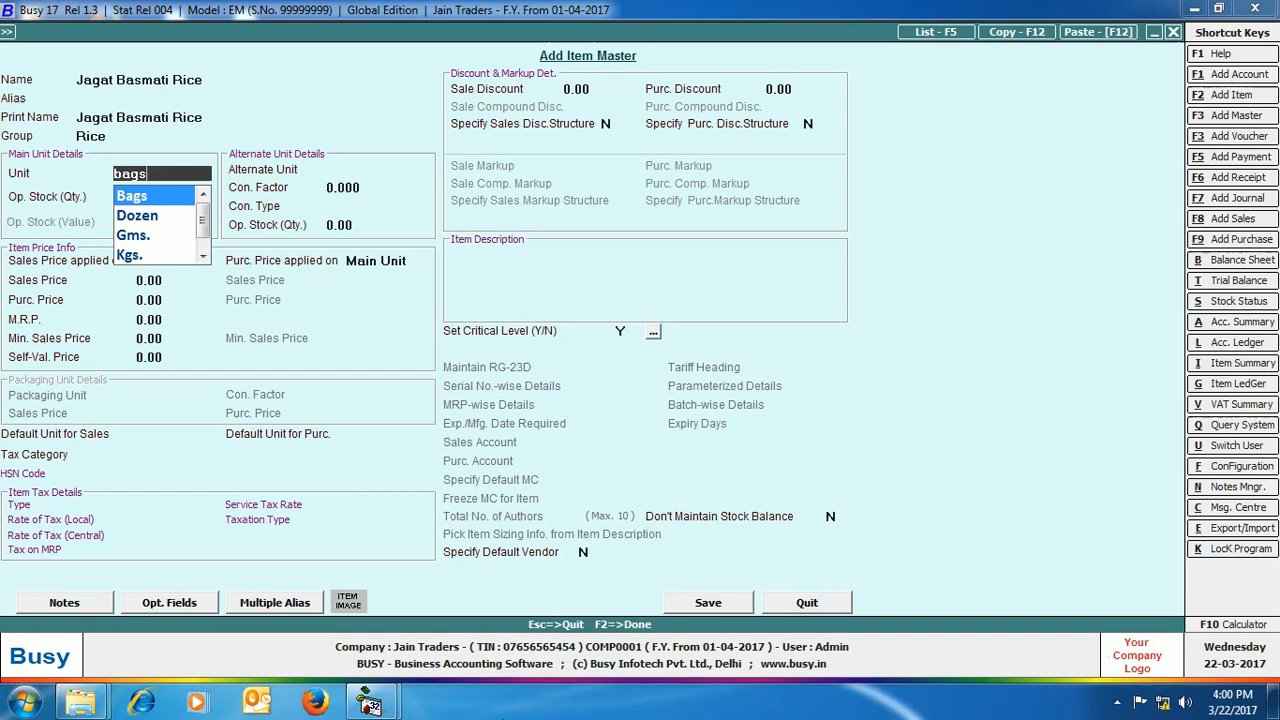 Busy 17 Rel 1.3 | Stat Rel 004 | Model : EM (S.No. 99999999) | Global Edition | Jain Traders - F.Y. From 01-04-2017
>> List - F5 Copy - F12 Paste - [F12]
Add Item Master
Name Jagat Basmati Rice
Alias
Print Name Jagat Basmati Rice
Group Rice
Main Unit Details
Unit bags
Bags
Dozen
Gms.
Kgs.
Op. Stock (Qty.)
Op. Stock (Value)
Alternate Unit Details
Alternate Unit
Con. Factor 0.000
Con. Type
Op. Stock (Qty.) 0.00
Item Price Info
Sales Price applied Purc. Price applied on Main Unit
Sales Price 0.00 Sales Price
Purc. Price 0.00 Purc. Price
M.R.P. 0.00
Min. Sales Price 0.00 Min. Sales Price
Self-Val. Price 0.00
Packaging Unit Details
Packaging Unit Con. Factor
Sales Price Purc. Price
Default Unit for Sales Default Unit for Purc.
Tax Category
HSN Code
Item Tax Details
Type Service Tax Rate
Rate of Tax (Local) Taxation Type
Rate of Tax (Central)
Tax on MRP
Discount & Markup Det.
Sale Discount 0.00 Purc. Discount 0.00
Sale Compound Disc. Purc. Compound Disc.
Specify Sales Disc.Structure N Specify Purc. Disc.Structure N
Sale Markup Purc. Markup
Sale Comp. Markup Purc. Comp. Markup
Specify Sales Markup Structure Specify Purc.Markup Structure
Item Description
Set Critical Level (Y/N) Y ...
Maintain RG-23D Tariff Heading
Serial No.-wise Details Parameterized Details
MRP-wise Details Batch-wise Details
Exp./Mfg. Date Required Expiry Days
Sales Account
Purc. Account
Specify Default MC
Freeze MC for Item
Total No. of Authors (Max. 10) Don't Maintain Stock Balance N
Pick Item Sizing Info. from Item Description
Specify Default Vendor N
Notes Opt. Fields Multiple Alias ITEM IMAGE Save Quit
Esc=>Quit F2=>Done
Busy
Company : Jain Traders - ( TIN : 07656565454 ) COMP0001 ( F.Y. From 01-04-2017 ) - User : Admin
BUSY - Business Accounting Software ; (c) Busy Infotech Pvt. Ltd., Delhi ; www.busy.in
Your
Company
Logo
Shortcut Keys
F1 Help
F1 Add Account
F2 Add Item
F3 Add Master
F3 Add Voucher
F5 Add Payment
F6 Add Receipt
F7 Add Journal
F8 Add Sales
F9 Add Purchase
B Balance Sheet
T Trial Balance
S Stock Status
A Acc. Summary
L Acc. Ledger
I Item Summary
G Item LedGer
V VAT Summary
Q Query System
U Switch User
F ConFiguration
N Notes Mngr.
C Msg. Centre
E Export/Import
K LocK Program
F10 Calculator
Wednesday
22-03-2017
32
4:00 PM
3/22/2017